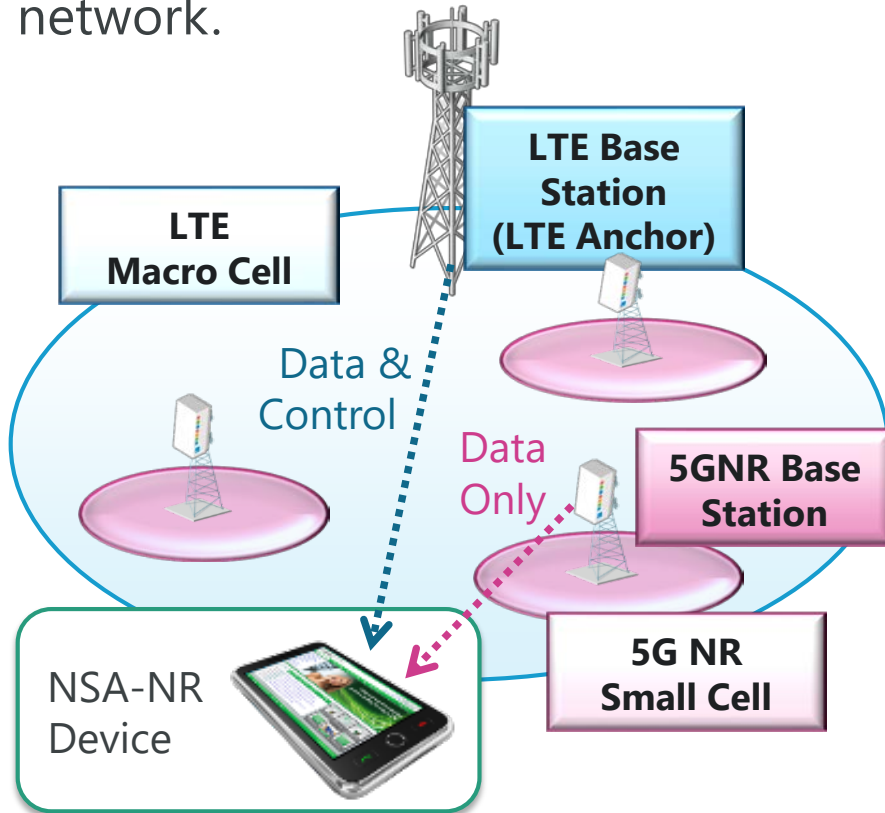 network.
LTE Base
Station
(LTE Anchor)
LTE
Macro Cell
Data &
Control
Data
Only
5GNR Base
Station
5G NR
Small Cell
NSA-NR
Device